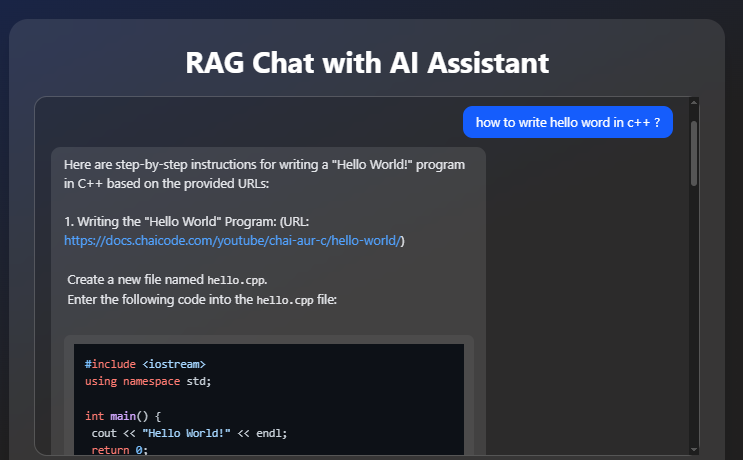 RAG Chat with AI Assistant
how to write hello word in c++ ?
Here are step-by-step instructions for writing a "Hello World!" program
in C++ based on the provided URLs:
1. Writing the "Hello World" Program: (URL:
https://docs.chaicode.com/youtube/chai-aur-c/hello-world/)
Create a new file named hello.cpp.
Enter the following code into the hello.cpp file:
#include <iostream>
using namespace std;
int main() {
cout << "Hello World!" << endl;
return 0;